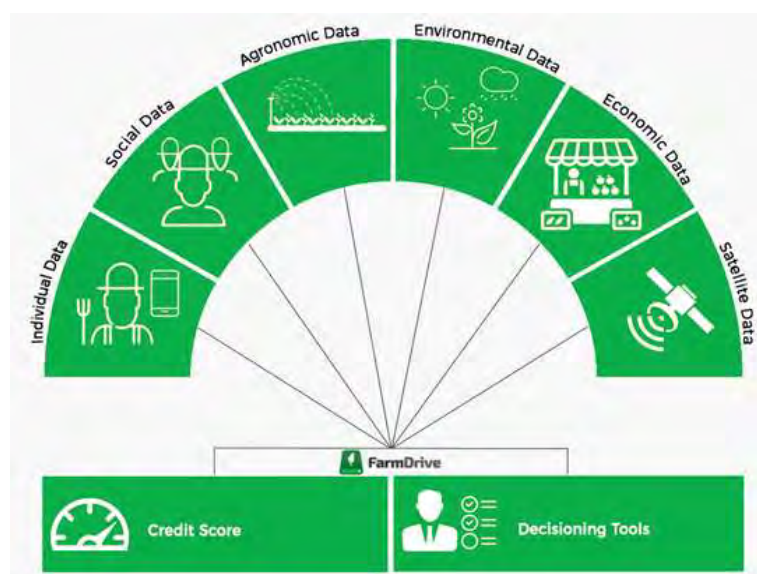 Individual Data
Social Data
Agronomic Data
Environmental Data
Economic Data
Satellite Data
FarmDrive
Credit Score
Decisioning Tools